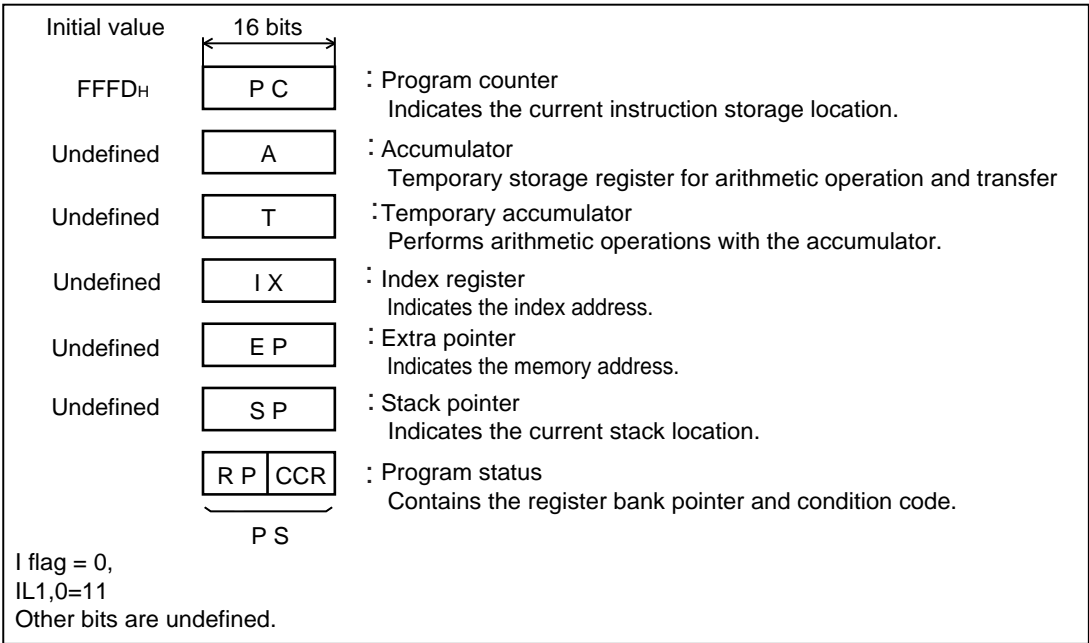 Initial value 16 bits
FFFDH P C : Program counter
Indicates the current instruction storage location.
Undefined A : Accumulator
Temporary storage register for arithmetic operation and transfer
Undefined T :Temporary accumulator
Performs arithmetic operations with the accumulator.
Undefined I X : Index register
Indicates the index address.
Undefined E P : Extra pointer
Indicates the memory address.
Undefined S P : Stack pointer
Indicates the current stack location.
R P CCR : Program status
Contains the register bank pointer and condition code.
P S
I flag = 0,
IL1,0=11
Other bits are undefined.